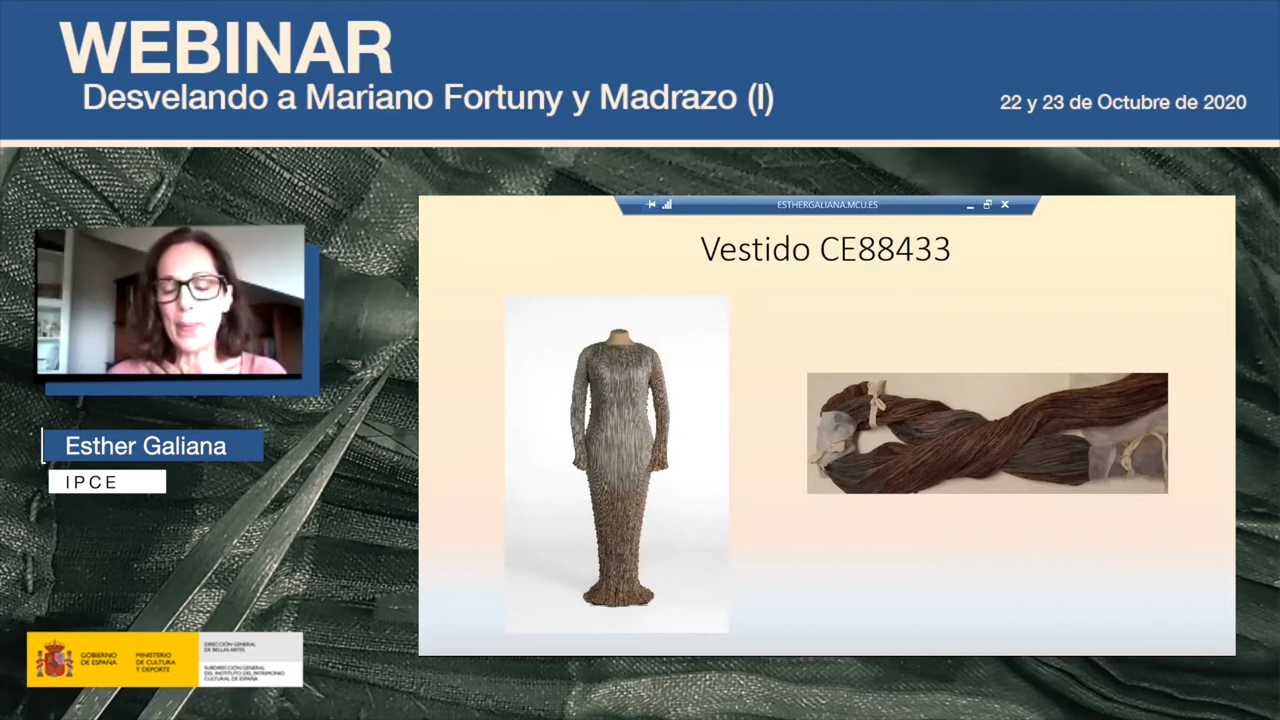 WEBINAR
Desvelando a Mariano Fortuny y Madrazo (I)
22 y 23 de Octubre de 2020
ESTHERGALIANA.MCU.ES
Vestido CE88433
Esther Galiana
IPCE
GOBIERNO
DE ESPAÑA
MINISTERIO
DE CULTURA
Y DEPORTE
DIRECCIÓN GENERAL
DE BELLAS ARTES
SUBDIRECCIÓN GENERAL
DEL INSTITUTO DEL PATRIMONIO
CULTURAL DE ESPAÑA